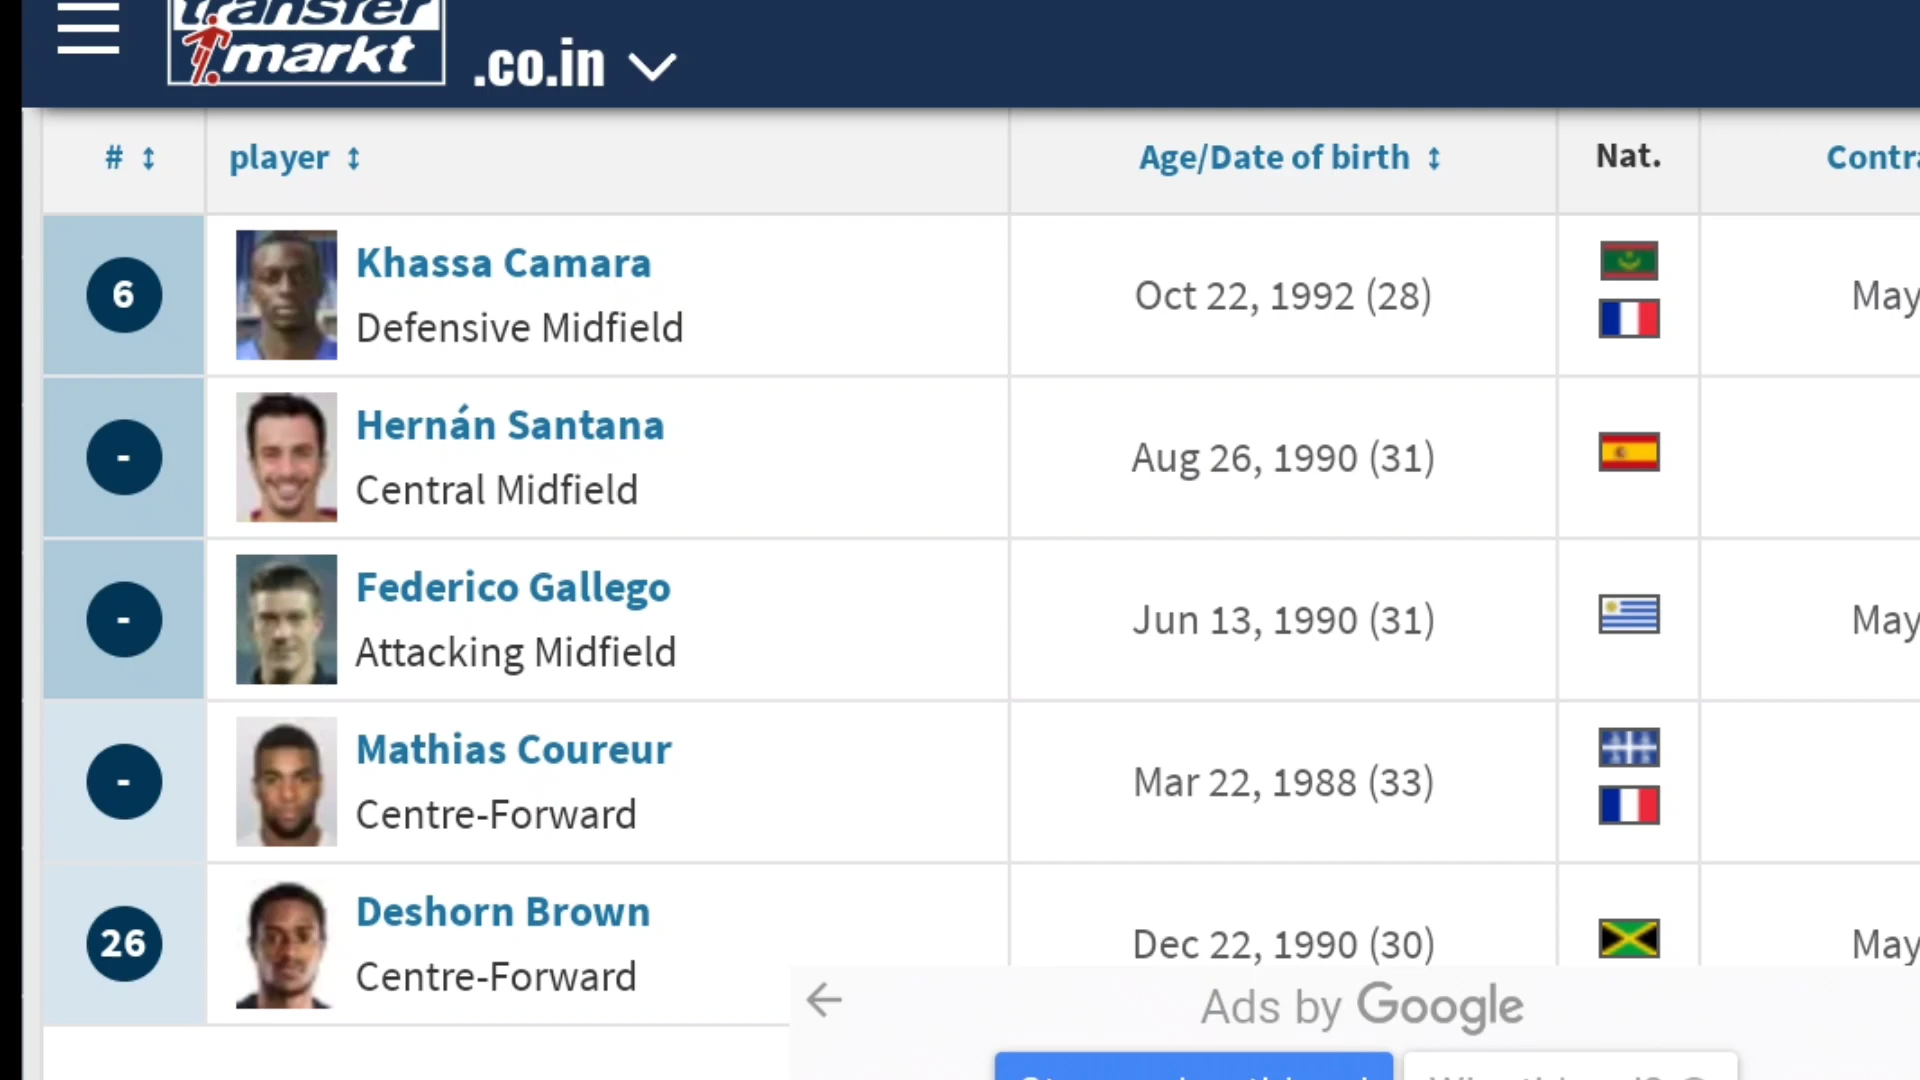 transfer
markt
.co.in
# player Age/Date of birth Nat.
6 Khassa Camara
Defensive Midfield
Oct 22, 1992 (28)
May
- Hernán Santana
Central Midfield
Aug 26, 1990 (31)
- Federico Gallego
Attacking Midfield
Jun 13, 1990 (31)
May
- Mathias Coureur
Centre-Forward
Mar 22, 1988 (33)
26 Deshorn Brown
Centre-Forward
Dec 22, 1990 (30)
May
Ads by Google